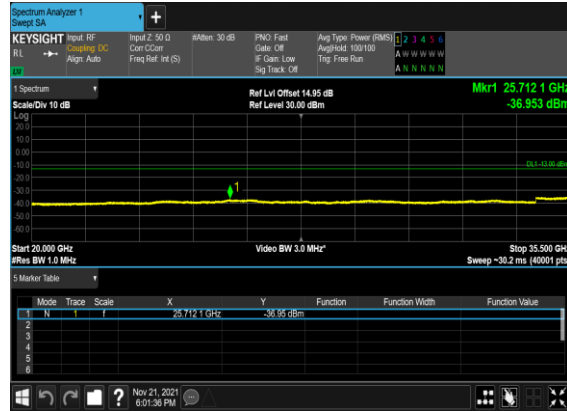 Spectrum Analyzer 1
Swept SA
+
KEYSIGHT Input: RF Input Z: 50 Ω #Atten: 30 dB PNO: Fast Avg Type: Power (RMS) 1 2 3 4 5 6
RL Coupling: DC Corr CCorr Gate: Off Avg|Hold: 100/100 A W W W W W
Align: Auto Freq Ref: Int (S) IF Gain: Low Trig: Free Run
Sig Track: Off A N N N N N
1 Spectrum Ref Lvl Offset 14.95 dB Mkr1 25.712 1 GHz
Scale/Div 10 dB Ref Level 30.00 dBm -36.953 dBm
Log
20.0
10.0
0.00
-10.0 DL1 -13.00 dBm
-20.0
-30.0 1
-40.0
-50.0
-60.0
Start 20.000 GHz Video BW 3.0 MHz* Stop 35.500 GHz
#Res BW 1.0 MHz Sweep ~30.2 ms (40001 pts)
5 Marker Table
Mode Trace Scale X Y Function Function Width Function Value
1 N 1 f 25.712 1 GHz -36.95 dBm
2
3
4
5
6
? Nov 21, 2021
6:01:36 PM